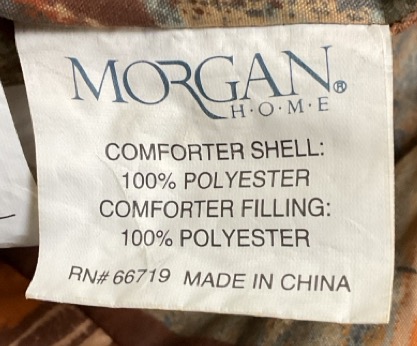 MORGAN®
H·O·M·E
COMFORTER SHELL:
100% POLYESTER
COMFORTER FILLING:
100% POLYESTER
RN# 66719 MADE IN CHINA